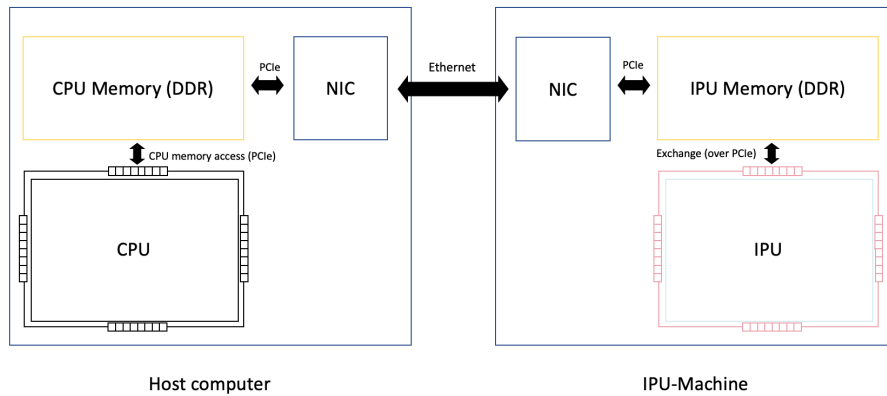 CPU Memory (DDR)
PCIe
NIC
Ethernet
NIC
PCIe
IPU Memory (DDR)
CPU memory access (PCIe)
Exchange (over PCIe)
CPU
IPU
Host computer
IPU-Machine